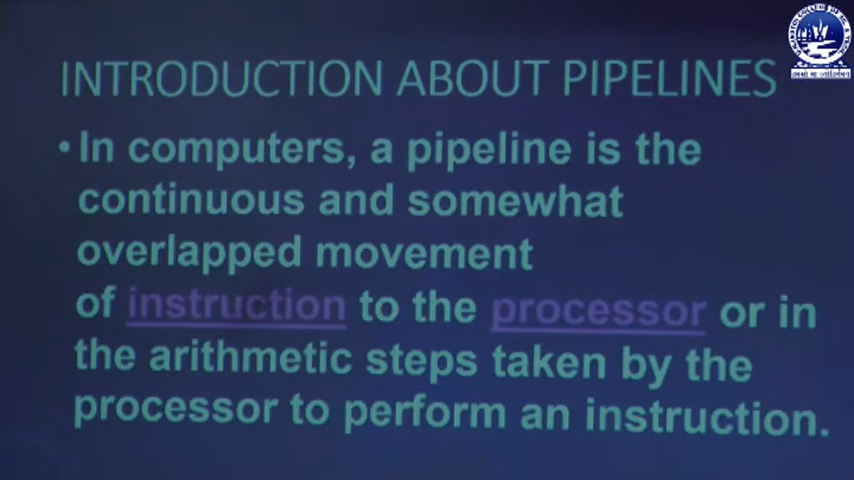 INTRODUCTION ABOUT PIPELINES
• In computers, a pipeline is the
continuous and somewhat
overlapped movement
of instruction to the processor or in
the arithmetic steps taken by the
processor to perform an instruction.